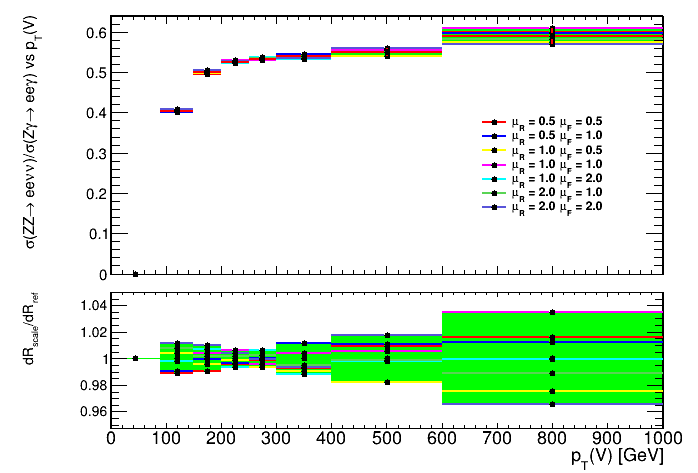 σ(ZZ→ eeνν)/σ(Zγ→ eeγ) vs p_T(V)
0.6
0.5
0.4
0.3
0.2
0.1
0
μ_R = 0.5 μ_F = 0.5
μ_R = 0.5 μ_F = 1.0
μ_R = 1.0 μ_F = 0.5
μ_R = 1.0 μ_F = 1.0
μ_R = 1.0 μ_F = 2.0
μ_R = 2.0 μ_F = 1.0
μ_R = 2.0 μ_F = 2.0
dR_scale/dR_ref
1.04
1.02
1
0.98
0.96
0 100 200 300 400 500 600 700 800 900 1000
p_T(V) [GeV]